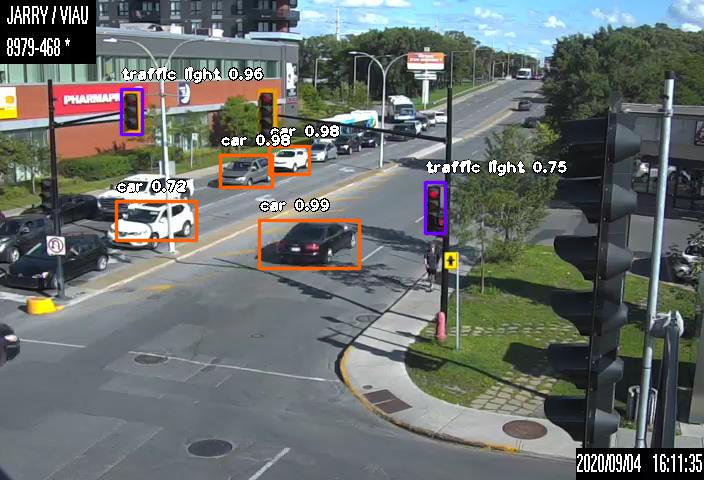 JARRY / VIAU
8979-468 *
traffic light 0.96
PHARMAP
car 0.98
car 0.98
traffic light 0.75
car 0.72
car 0.99
2020/09/04 16:11:35